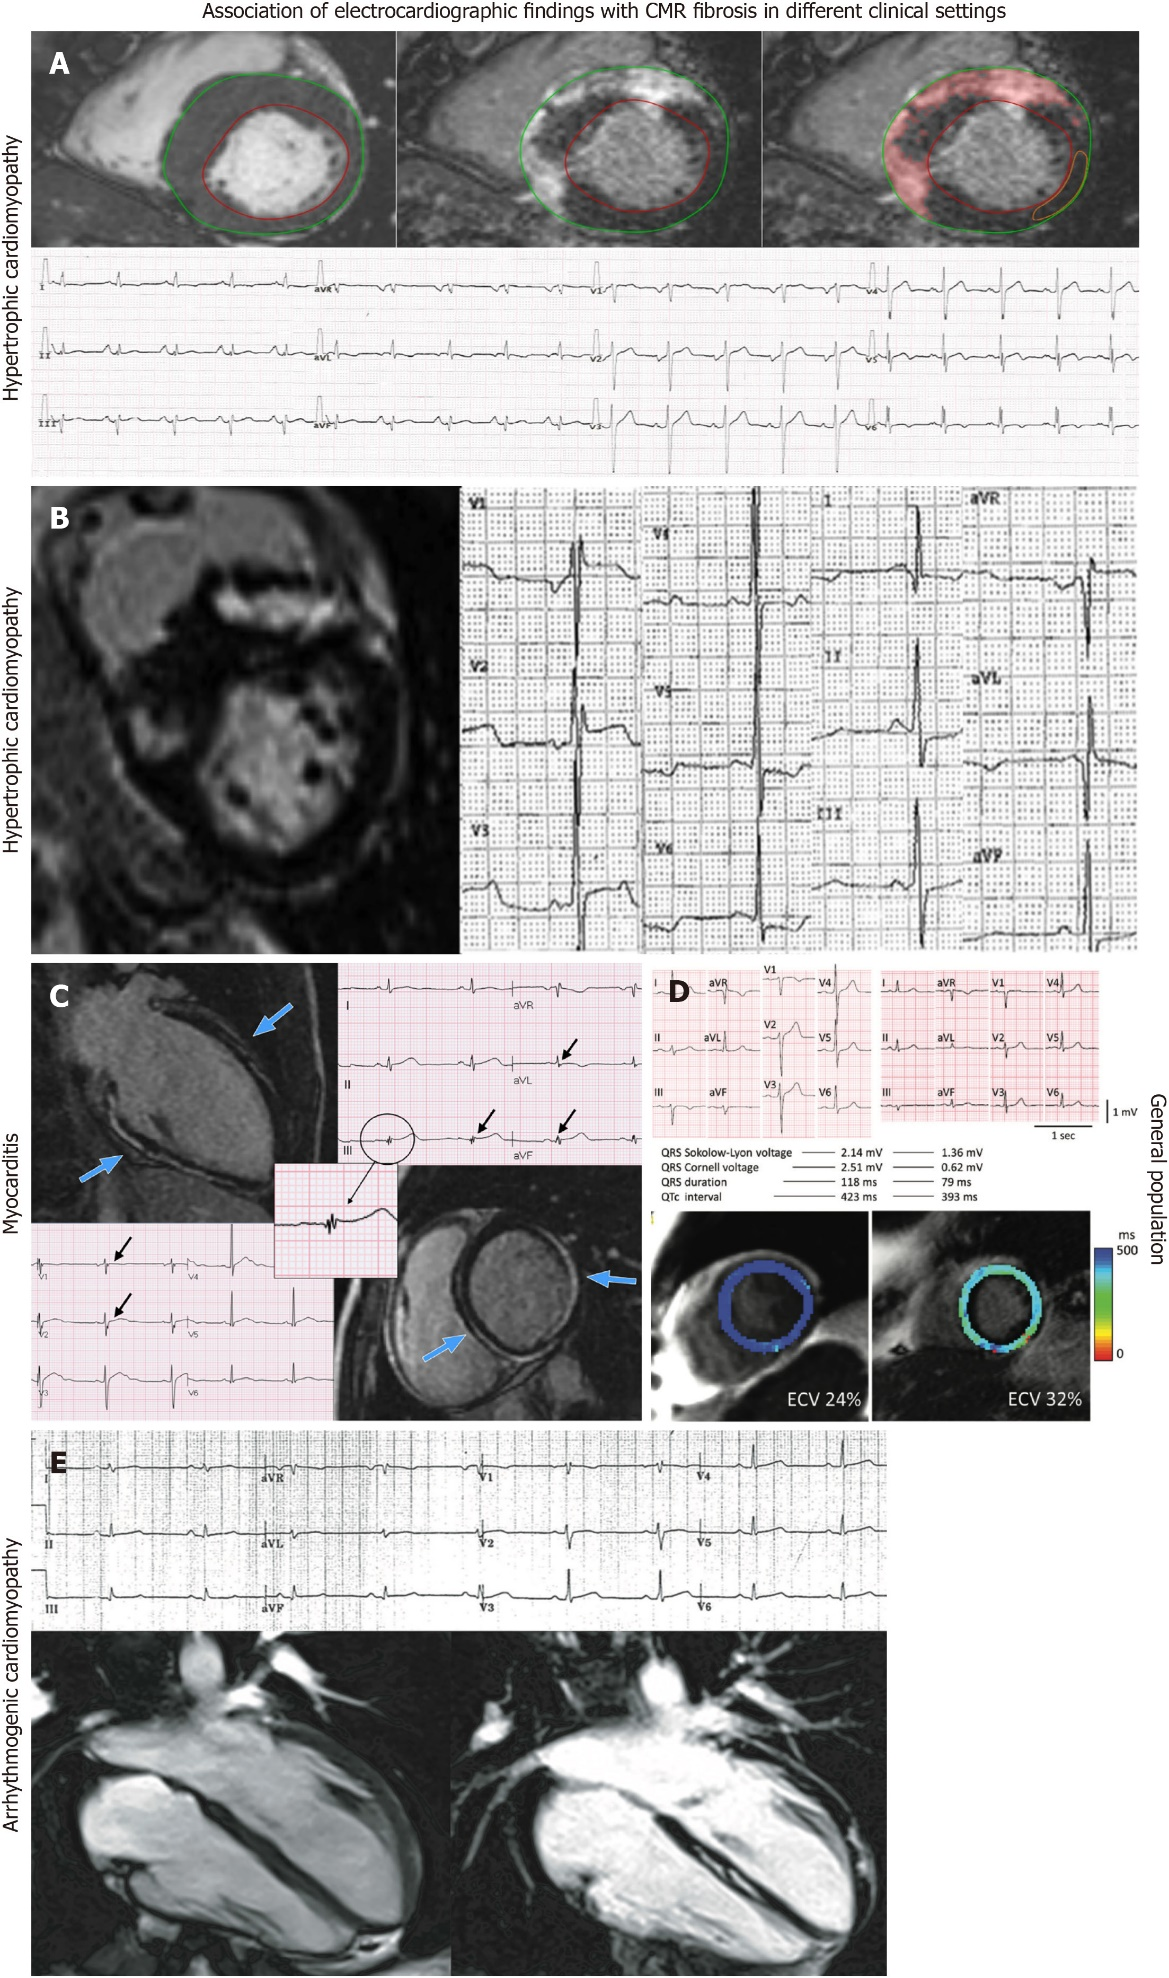 Association of electrocardiographic findings with CMR fibrosis in different clinical settings
A
Hypertrophic cardiomyopathy
I
aVR
V1
V4
II
aVL
V2
V5
III
aVF
V3
V6
B
Hypertrophic cardiomyopathy
V1
V4
I
aVR
V2
V5
II
aVL
V3
V6
III
aVF
C
Myocarditis
I
aVR
II
aVL
III
aVF
V1
V4
V2
V5
V3
V6
D
General population
I
aVR
V1
V4
II
aVL
V2
V5
III
aVF
V3
V6
I
aVR
V1
V4
II
aVL
V2
V5
III
aVF
V3
V6
1 mV
1 sec
QRS Sokolow-Lyon voltage 2.14 mV 1.36 mV
QRS Cornell voltage 2.51 mV 0.62 mV
QRS duration 118 ms 79 ms
QTc interval 423 ms 393 ms
ms
500
0
ECV 24%
ECV 32%
E
Arrhythmogenic cardiomyopathy
I
aVR
V1
V4
II
aVL
V2
V5
III
aVF
V3
V6